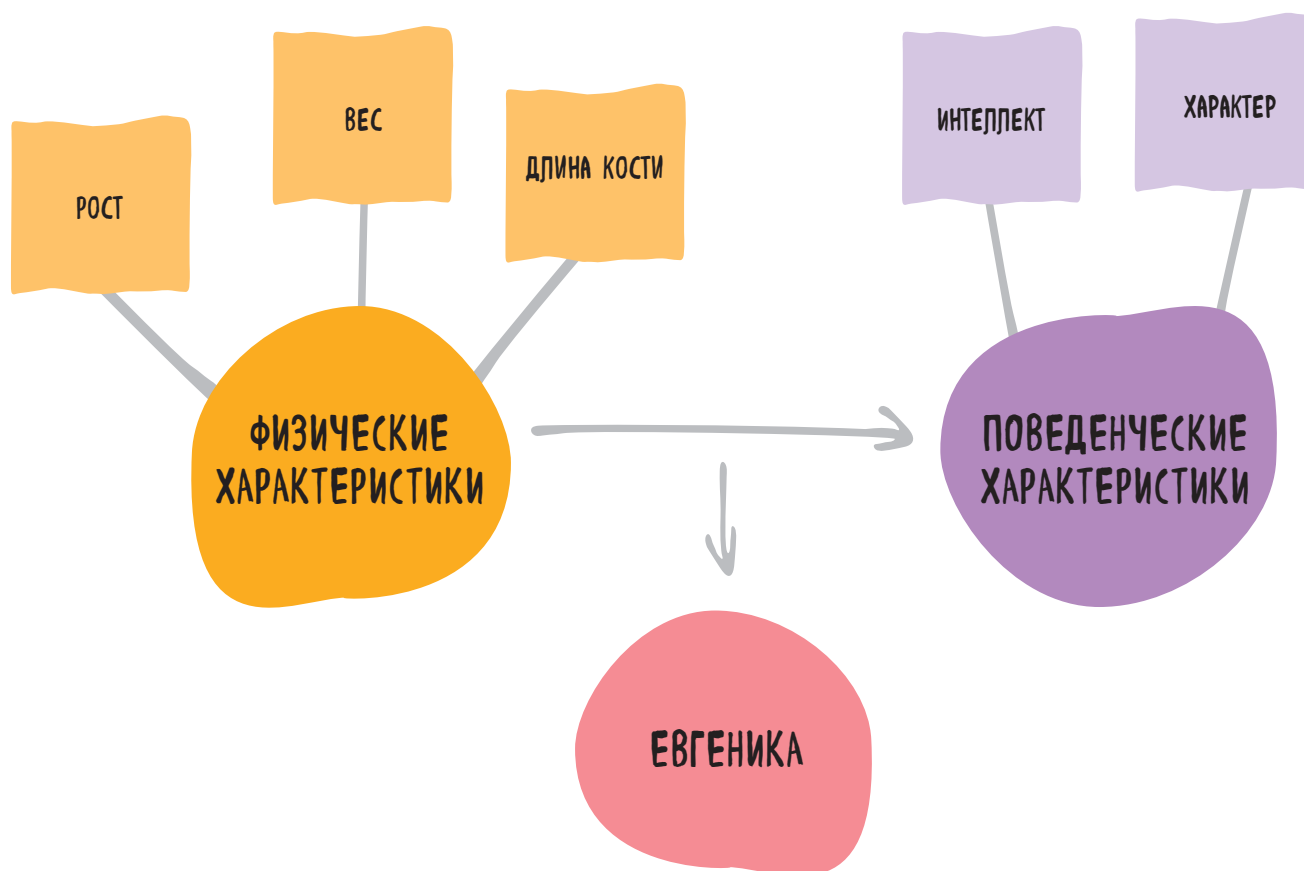 РОСТ
ВЕС
ДЛИНА КОСТИ
ИНТЕЛЛЕКТ
ХАРАКТЕР
ФИЗИЧЕСКИЕ
ХАРАКТЕРИСТИКИ
ПОВЕДЕНЧЕСКИЕ
ХАРАКТЕРИСТИКИ
ЕВГЕНИКА